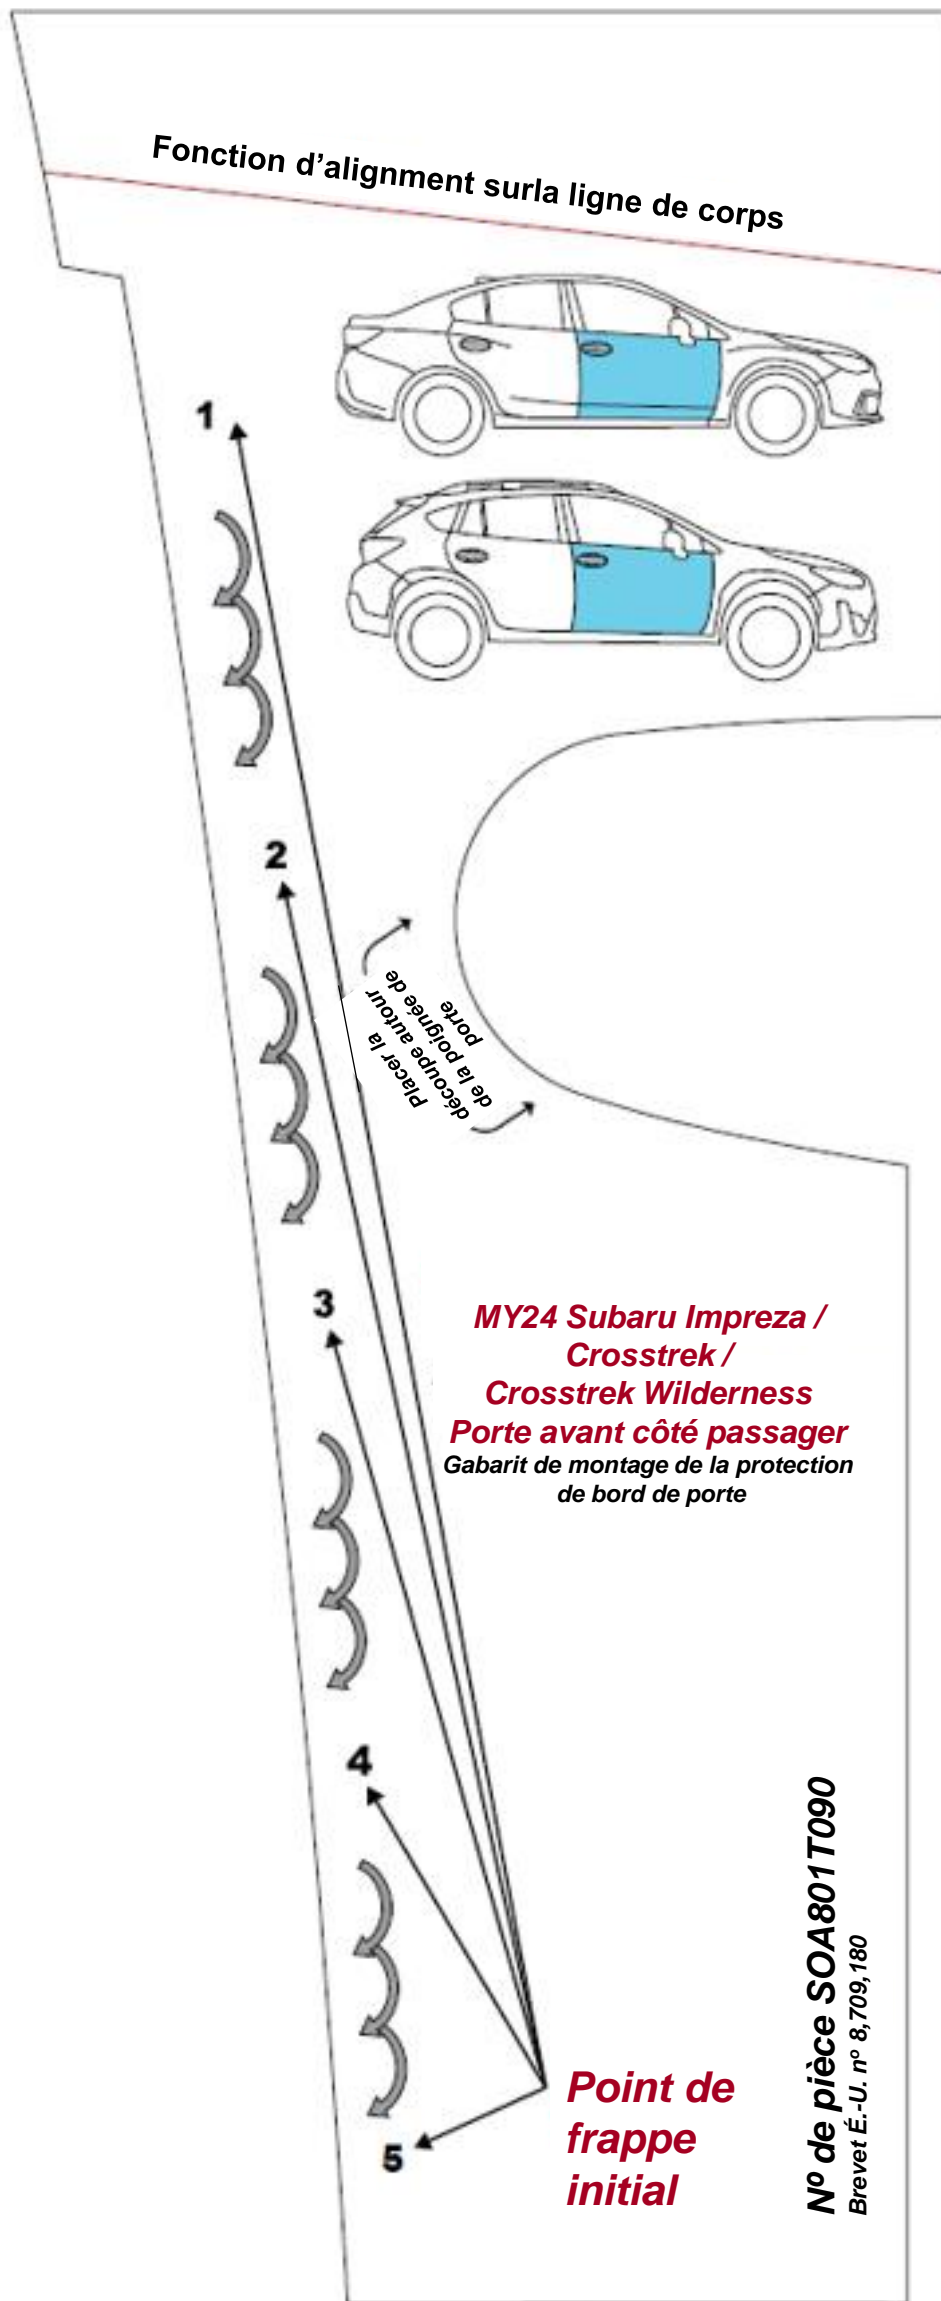 Fonction d'alignment surla ligne de corps
1
2
Placer la
découpe autour
de la poignée de
porte
3
MY24 Subaru Impreza /
Crosstrek /
Crosstrek Wilderness
Porte avant côté passager
Gabarit de montage de la protection
de bord de porte
4
5
Point de
frappe
initial
Nº de pièce SOA801T090
Brevet É.-U. nº 8,709,180